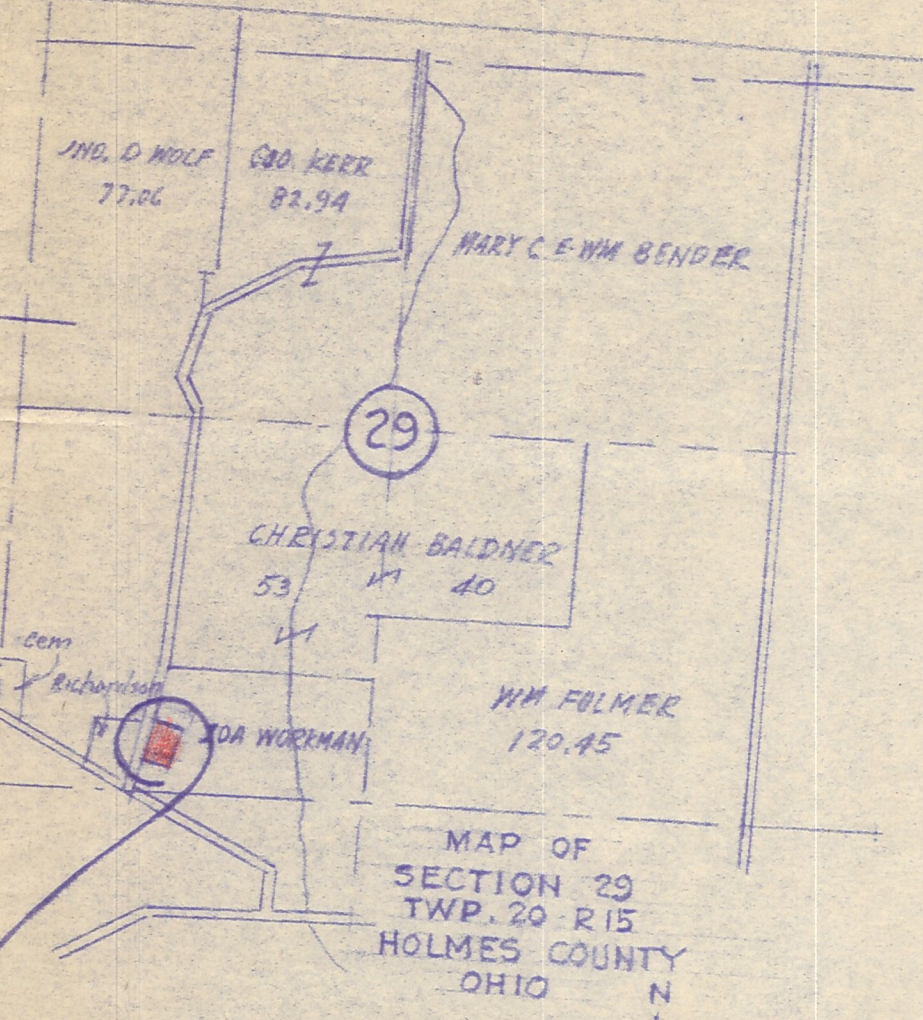 JNO. D WOLF
77.06
GEO. KERR
82.94
MARY C E WM BENDER
29
CHRISTIAN BALDNER
53
40
Cem
Richardson
IDA WORKMAN
WM FOLMER
120.45
MAP OF
SECTION 29
TWP. 20 R 15
HOLMES COUNTY
OHIO
N